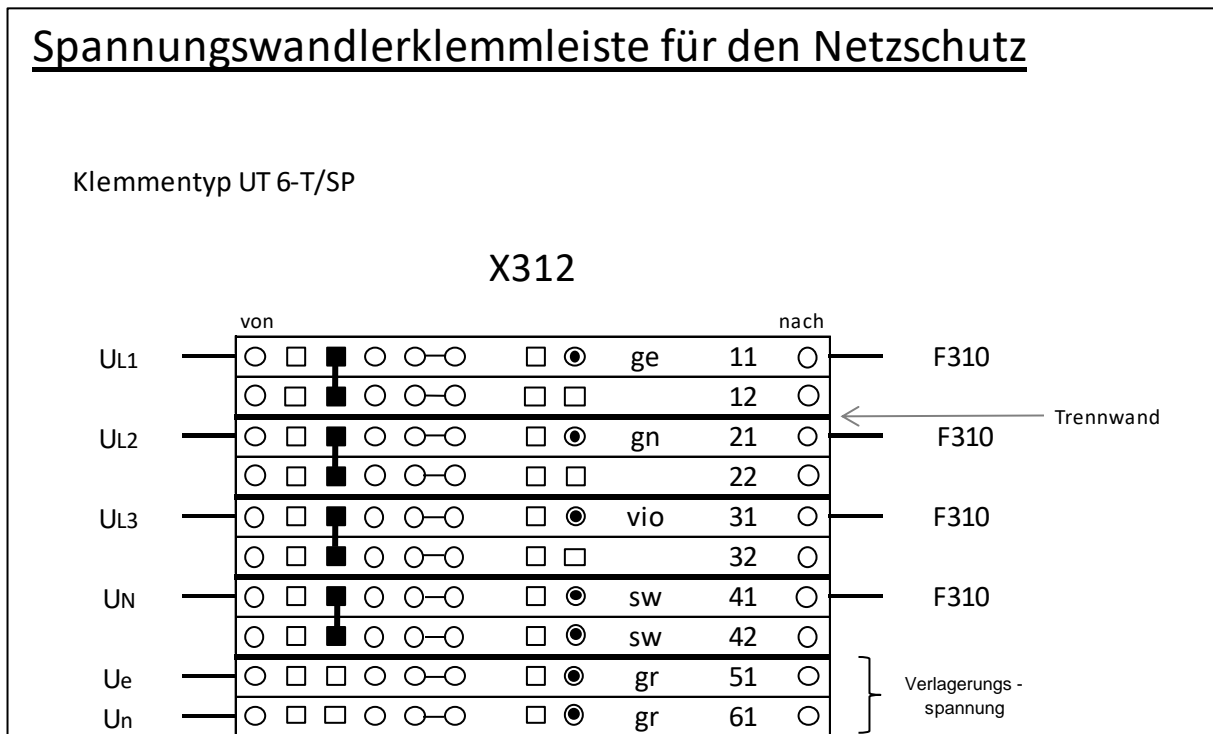 Spannungswandlerklemmleiste für den Netzschutz
Klemmentyp UT 6-T/SP
X312
von nach
UL1 ge 11 F310
12
Trennwand
UL2 gn 21 F310
22
UL3 vio 31 F310
32
UN sw 41 F310
sw 42
Ue gr 51
Verlagerungs -
spannung
Un gr 61